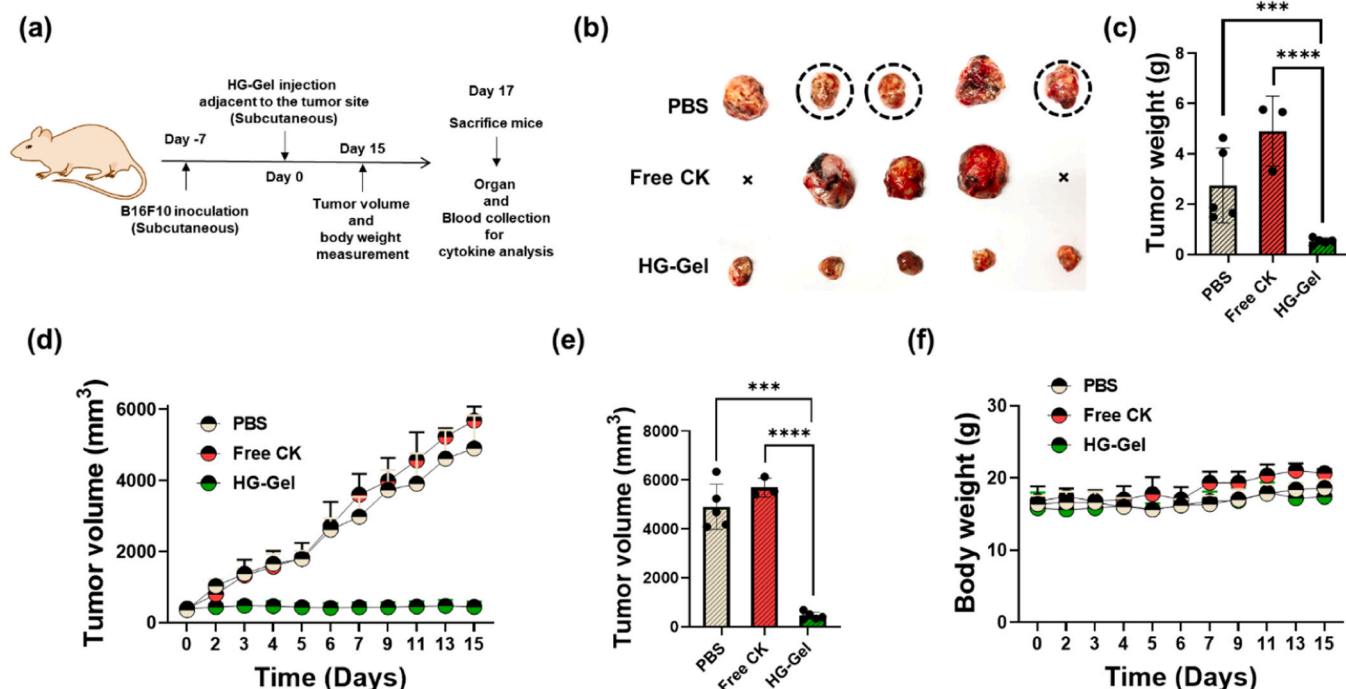 (a)
HG-Gel injection
adjacent to the tumor site
(Subcutaneous)
Day 17
Sacrifice mice
Day -7
Day 15
Day 0
B16F10 inoculation
(Subcutaneous)
Tumor volume
and
body weight
measurement
Organ
and
Blood collection
for
cytokine analysis
(b)
PBS
Free CK
×
×
HG-Gel
(c)
***
****
Tumor weight (g)
8
6
4
2
0
PBS
Free CK
HG-Gel
(d)
Tumor volume (mm³)
6000
4000
2000
0
PBS
Free CK
HG-Gel
0 2 3 4 5 6 7 9 11 13 15
Time (Days)
(e)
***
****
Tumor volume (mm³)
8000
6000
4000
2000
0
PBS
Free CK
HG-Gel
(f)
PBS
Free CK
HG-Gel
Body weight (g)
30
20
10
0
0 2 3 4 5 6 7 9 11 13 15
Time (Days)